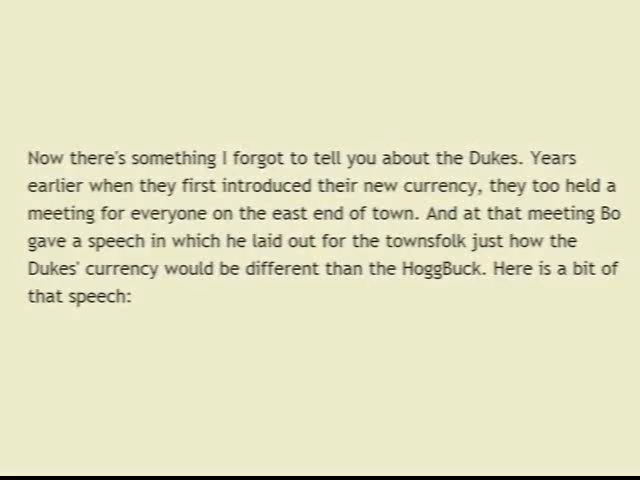 Now there's something I forgot to tell you about the Dukes. Years
earlier when they first introduced their new currency, they too held a
meeting for everyone on the east end of town. And at that meeting Bo
gave a speech in which he laid out for the townsfolk just how the
Dukes' currency would be different than the HoggBuck. Here is a bit of
that speech: